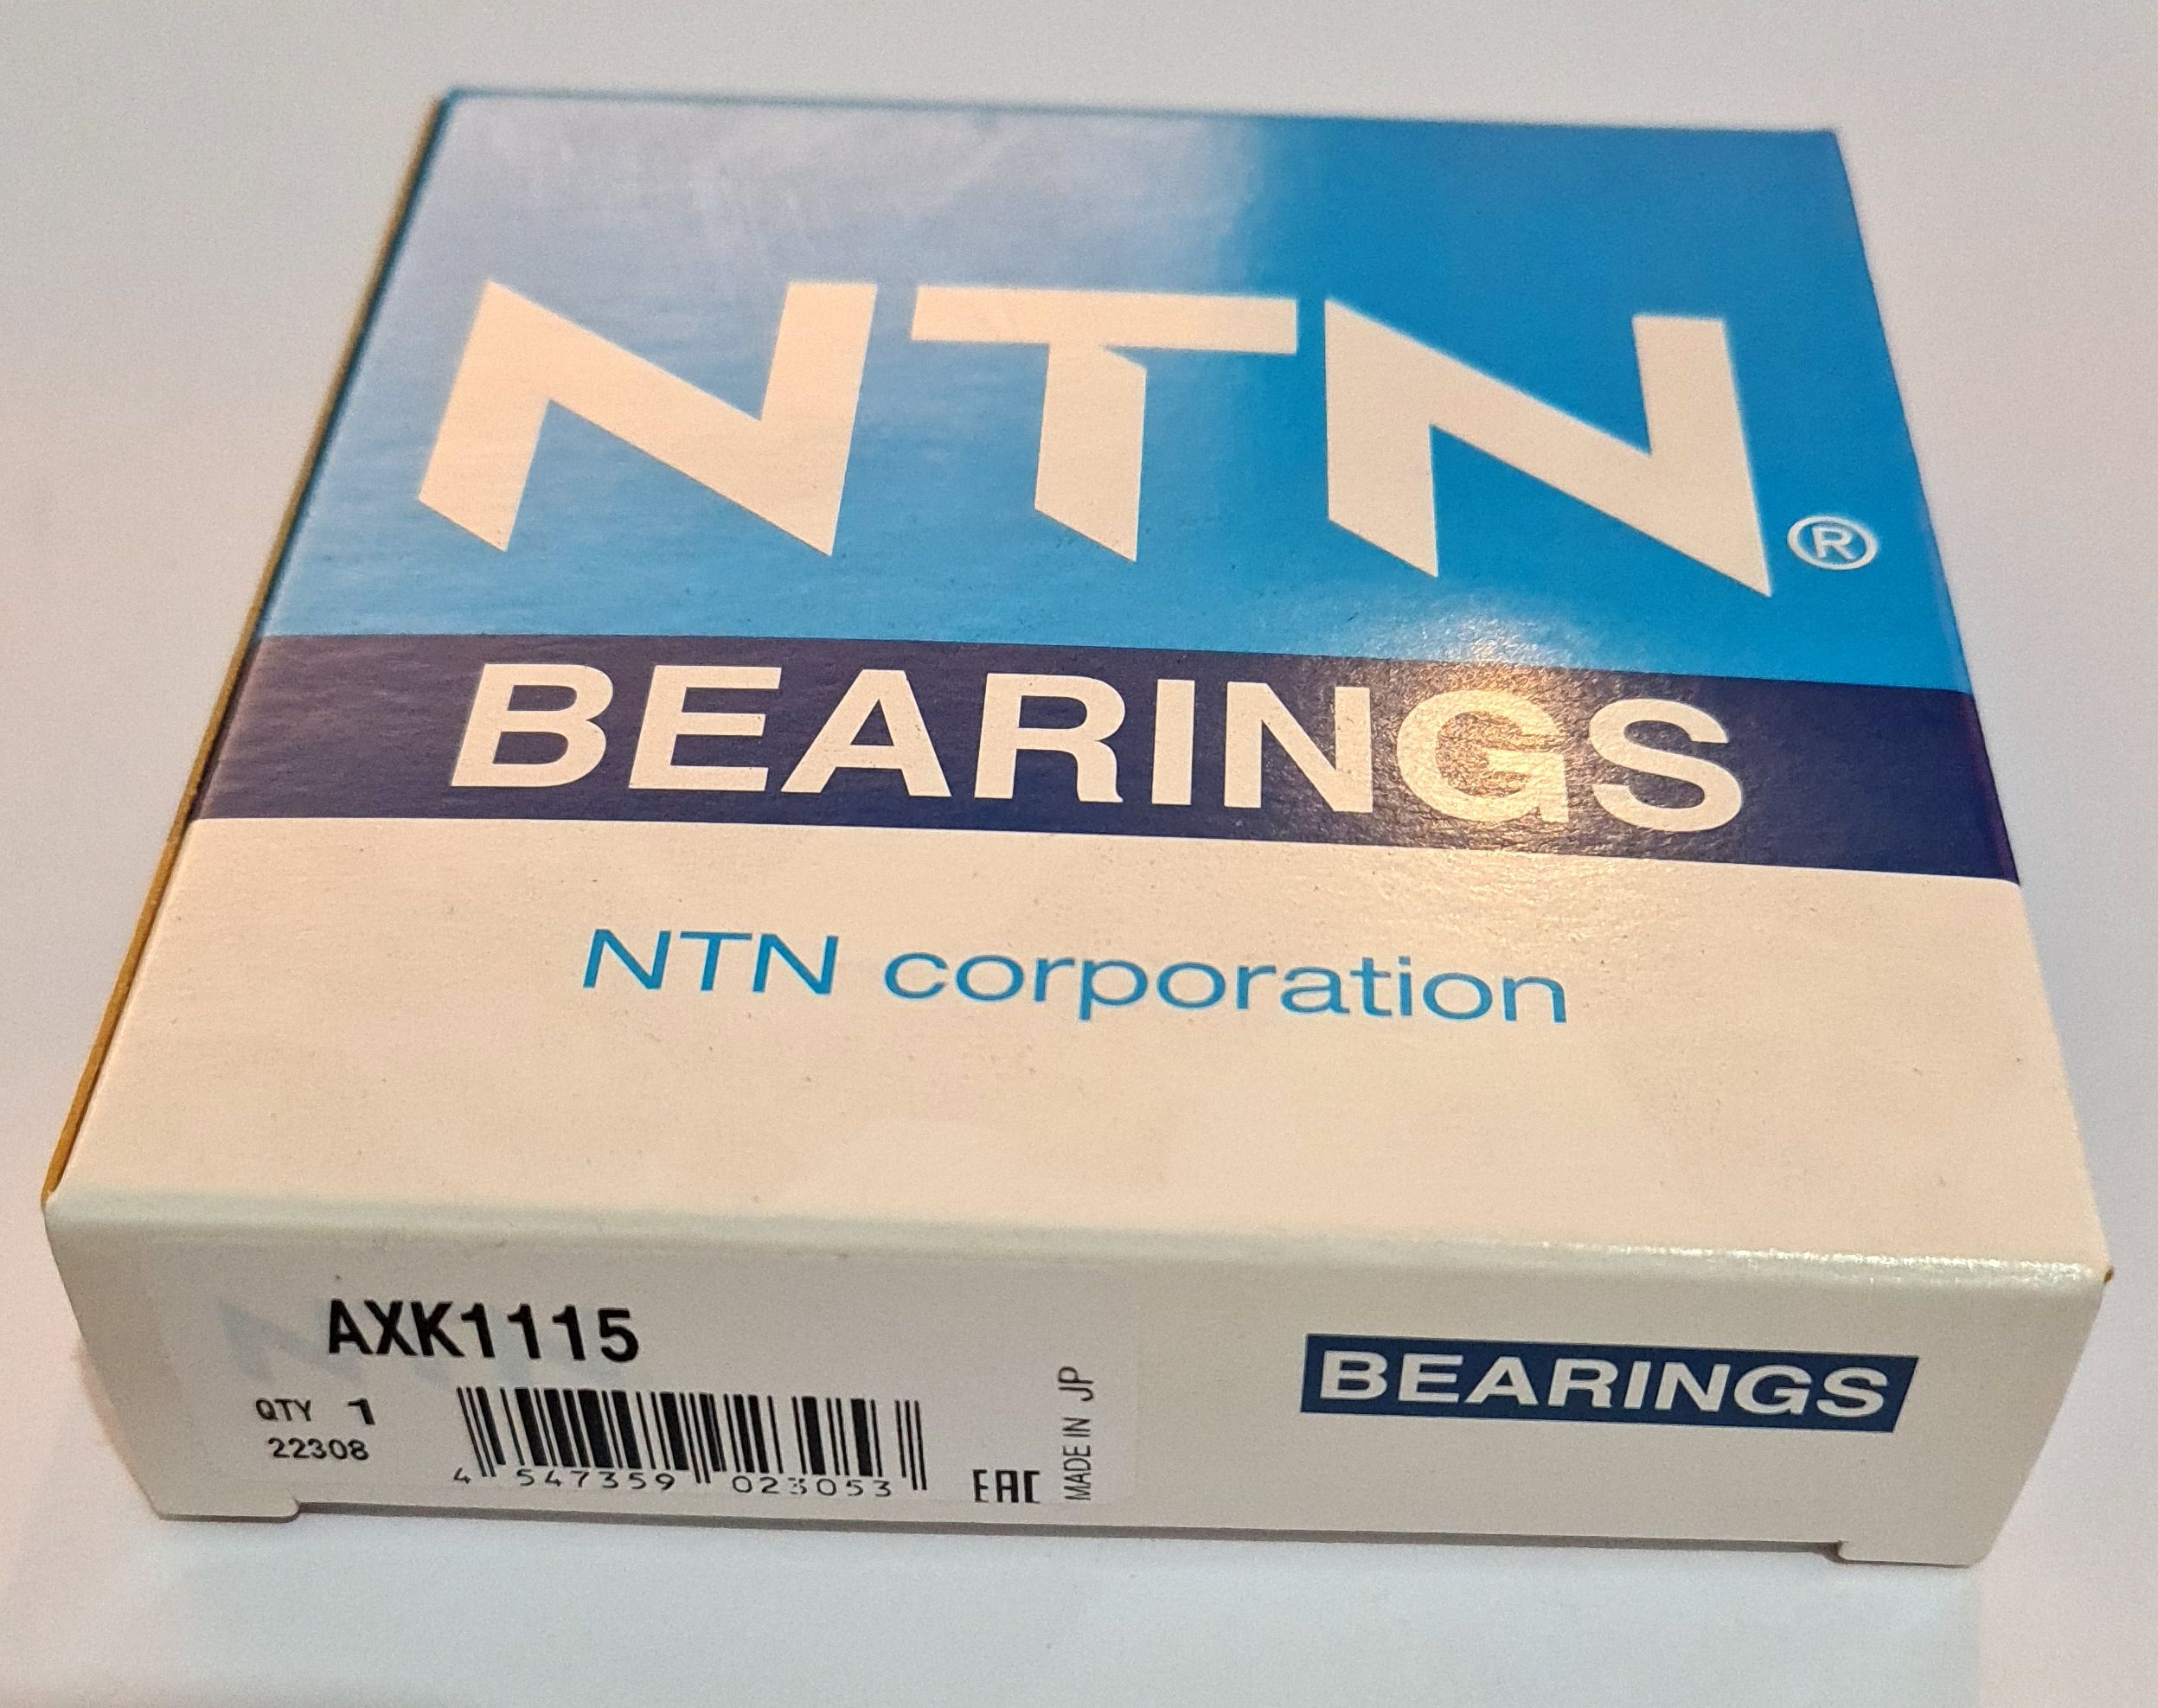 NTN®
BEARINGS
NTN corporation
AXK1115
QTY 1
22308
4 547359 023053
EAC
MADE IN JP
BEARINGS